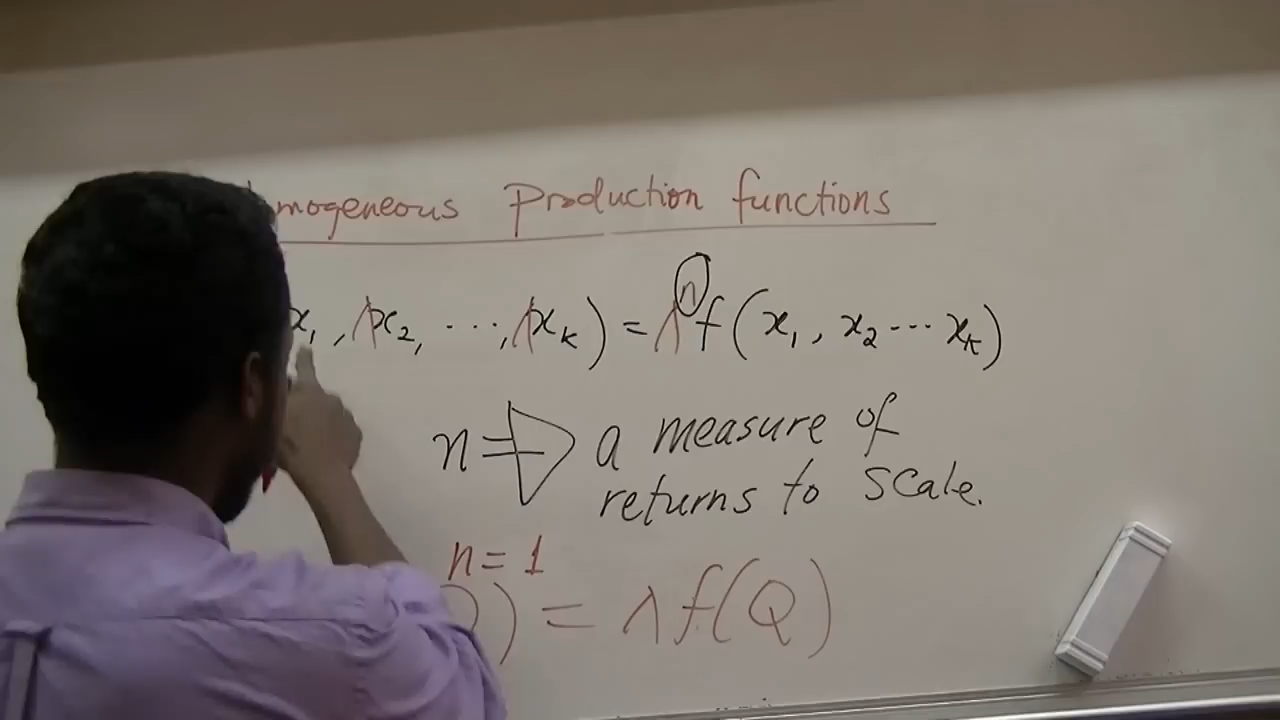 mogeneous Production functions
x₁, λx₂, ...., λxₖ) = λⁿ f(x₁, x₂ ... xₖ)
n ⇒ a measure of
returns to scale.
n = 1
) = λ f(Q)